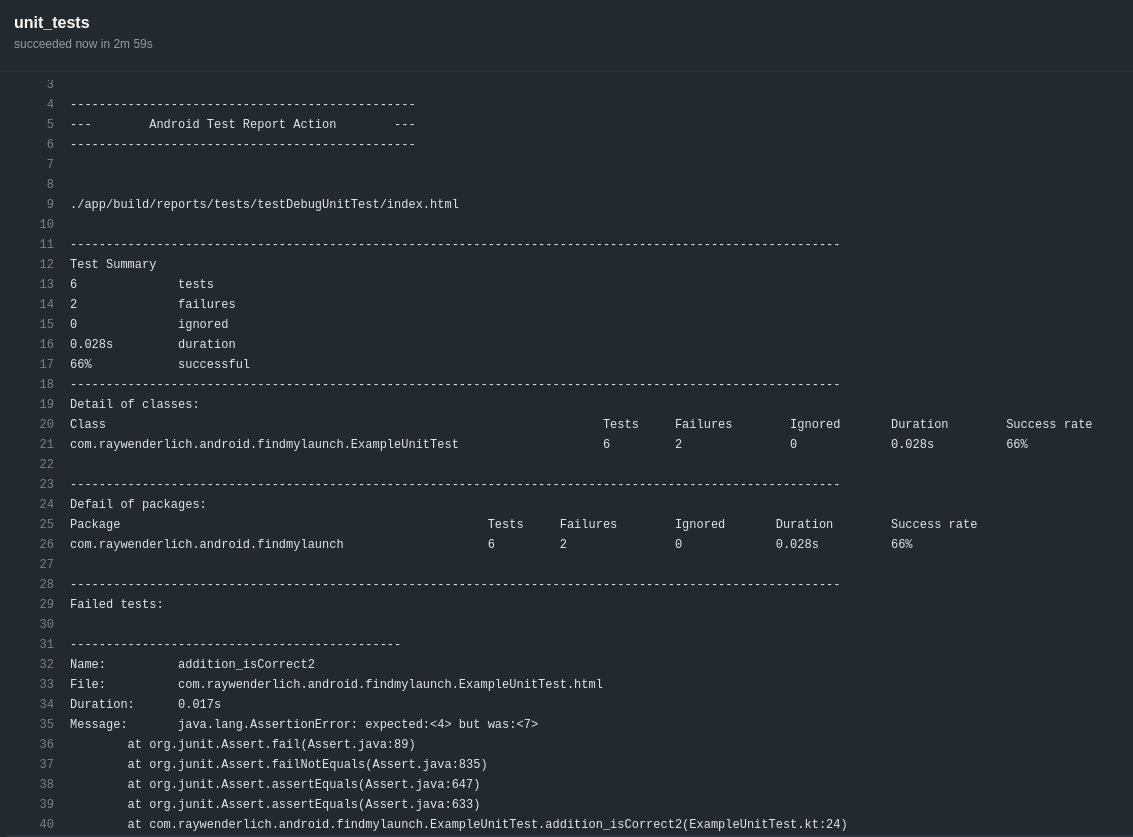 unit_tests
succeeded now in 2m 59s
3
4 ------------------------------------------------
5 ---        Android Test Report Action        ---
6 ------------------------------------------------
7
8
9 ./app/build/reports/tests/testDebugUnitTest/index.html
10
11 -----------------------------------------------------------------------------------------------------------
12 Test Summary
13 6              tests
14 2              failures
15 0              ignored
16 0.028s         duration
17 66%            successful
18 -----------------------------------------------------------------------------------------------------------
19 Detail of classes:
20 Class                                                                     Tests     Failures        Ignored       Duration        Success rate
21 com.raywenderlich.android.findmylaunch.ExampleUnitTest                    6         2               0             0.028s          66%
22
23 -----------------------------------------------------------------------------------------------------------
24 Defail of packages:
25 Package                                                   Tests     Failures        Ignored       Duration        Success rate
26 com.raywenderlich.android.findmylaunch                    6         2               0             0.028s          66%
27
28 -----------------------------------------------------------------------------------------------------------
29 Failed tests:
30
31 ----------------------------------------------
32 Name:          addition_isCorrect2
33 File:          com.raywenderlich.android.findmylaunch.ExampleUnitTest.html
34 Duration:      0.017s
35 Message:       java.lang.AssertionError: expected:<4> but was:<7>
36         at org.junit.Assert.fail(Assert.java:89)
37         at org.junit.Assert.failNotEquals(Assert.java:835)
38         at org.junit.Assert.assertEquals(Assert.java:647)
39         at org.junit.Assert.assertEquals(Assert.java:633)
40         at com.raywenderlich.android.findmylaunch.ExampleUnitTest.addition_isCorrect2(ExampleUnitTest.kt:24)